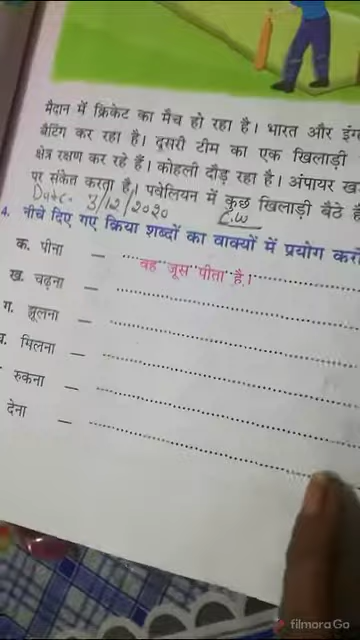 मैदान में क्रिकेट का मैच हो रहा है। भारत और
बैटिंग कर रहा है। दूसरी टीम का एक खिलाड़ी
क्षेत्र रक्षण कर रहे हैं। कोहली दौड़ रहा है। अंपायर
पर संकेत करता है। पवेलियन में कुछ खिलाड़ी बैठे
Date. 3/12/2020 C.W
4. नीचे दिए गए क्रिया शब्दों का वाक्यों में प्रयोग
क. पीना – वह जूस पीता है।
ख. चढ़ना –
ग. झूलना –
मिलना –
रुकना –
देना –
filmoraGo